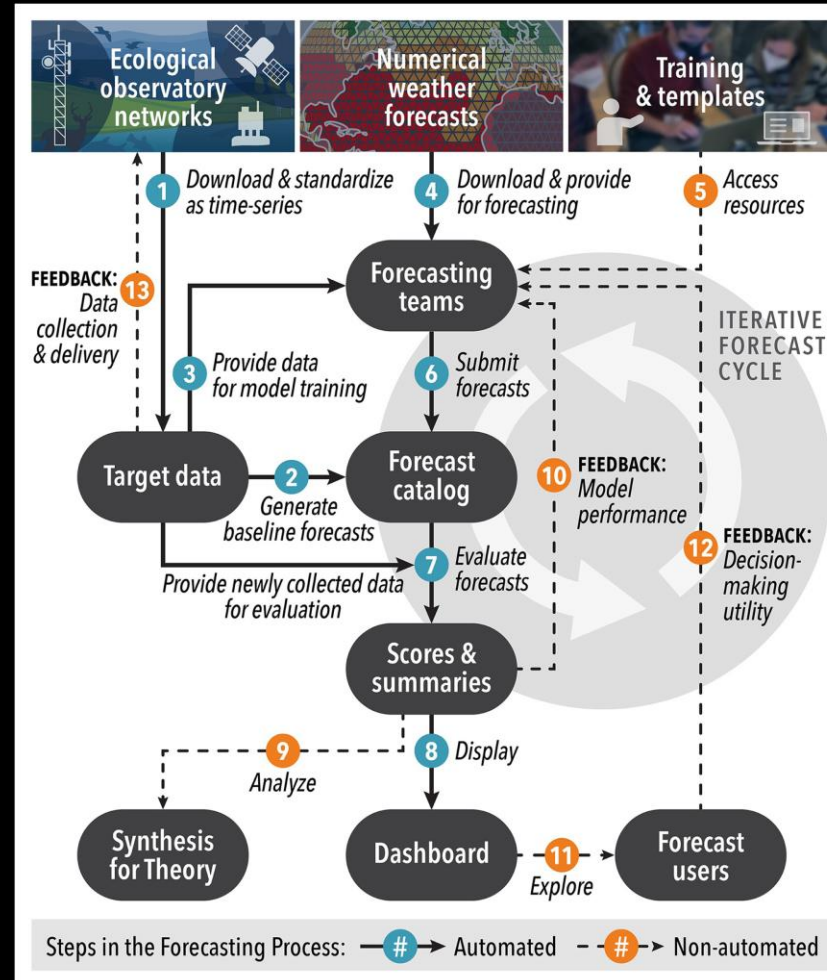 Ecological
observatory
networks
Numerical
weather
forecasts
Training
& templates
1
Download & standardize
as time-series
4
Download & provide
for forecasting
5
Access
resources
FEEDBACK:
Data
collection
& delivery
13
Forecasting
teams
ITERATIVE
FORECAST
CYCLE
3
Provide data
for model training
6
Submit
forecasts
Target data
2
Generate
baseline forecasts
Forecast
catalog
10
FEEDBACK:
Model
performance
12
FEEDBACK:
Decision-
making
utility
7
Evaluate
forecasts
Provide newly collected data
for evaluation
Scores &
summaries
9
Analyze
8
Display
Synthesis
for Theory
Dashboard
11
Explore
Forecast
users
Steps in the Forecasting Process: # Automated # Non-automated